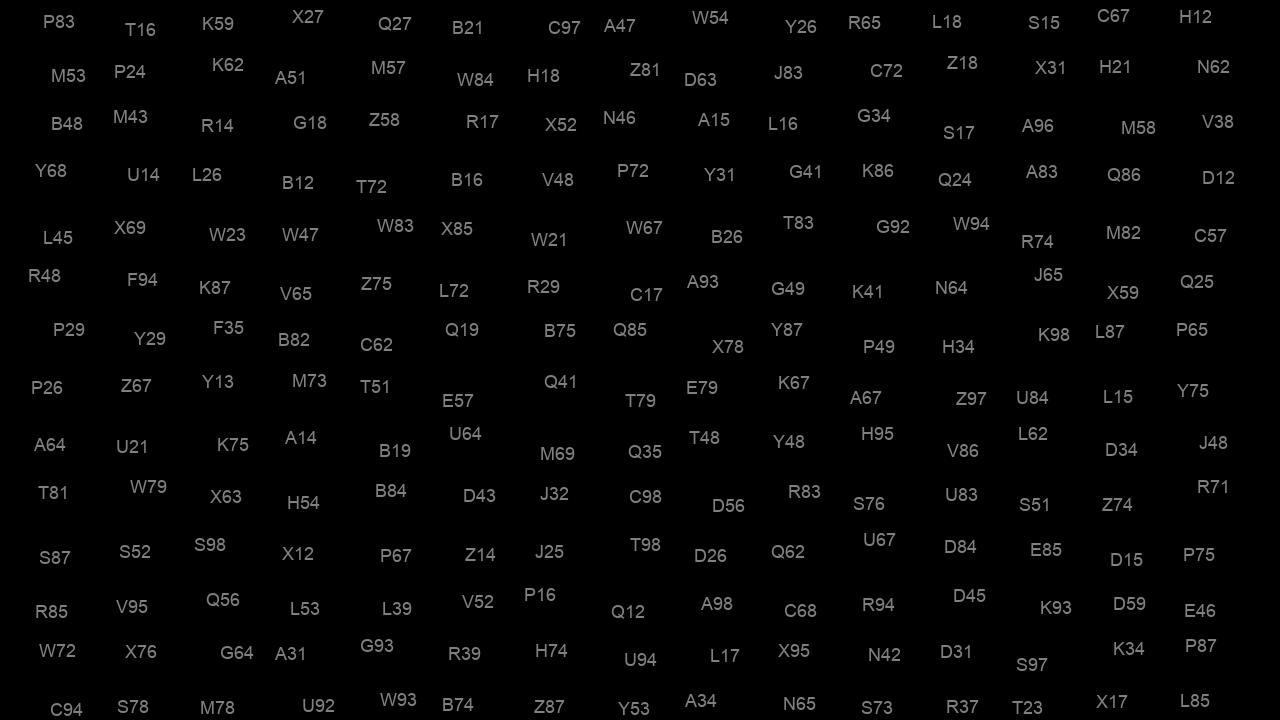 P83 T16 K59 X27 Q27 B21 C97 A47 W54 Y26 R65 L18 S15 C67 H12
M53 P24 K62 A51 M57 W84 H18 Z81 D63 J83 C72 Z18 X31 H21 N62
B48 M43 R14 G18 Z58 R17 X52 N46 A15 L16 G34 S17 A96 M58 V38
Y68 U14 L26 B12 T72 B16 V48 P72 Y31 G41 K86 Q24 A83 Q86 D12
L45 X69 W23 W47 W83 X85 W21 W67 B26 T83 G92 W94 R74 M82 C57
R48 F94 K87 V65 Z75 L72 R29 C17 A93 G49 K41 N64 J65 X59 Q25
P29 Y29 F35 B82 C62 Q19 B75 Q85 X78 Y87 P49 H34 K98 L87 P65
P26 Z67 Y13 M73 T51 E57 Q41 T79 E79 K67 A67 Z97 U84 L15 Y75
A64 U21 K75 A14 B19 U64 M69 Q35 T48 Y48 H95 V86 L62 D34 J48
T81 W79 X63 H54 B84 D43 J32 C98 D56 R83 S76 U83 S51 Z74 R71
S87 S52 S98 X12 P67 Z14 J25 T98 D26 Q62 U67 D84 E85 D15 P75
R85 V95 Q56 L53 L39 V52 P16 Q12 A98 C68 R94 D45 K93 D59 E46
W72 X76 G64 A31 G93 R39 H74 U94 L17 X95 N42 D31 S97 K34 P87
C94 S78 M78 U92 W93 B74 Z87 Y53 A34 N65 S73 R37 T23 X17 L85